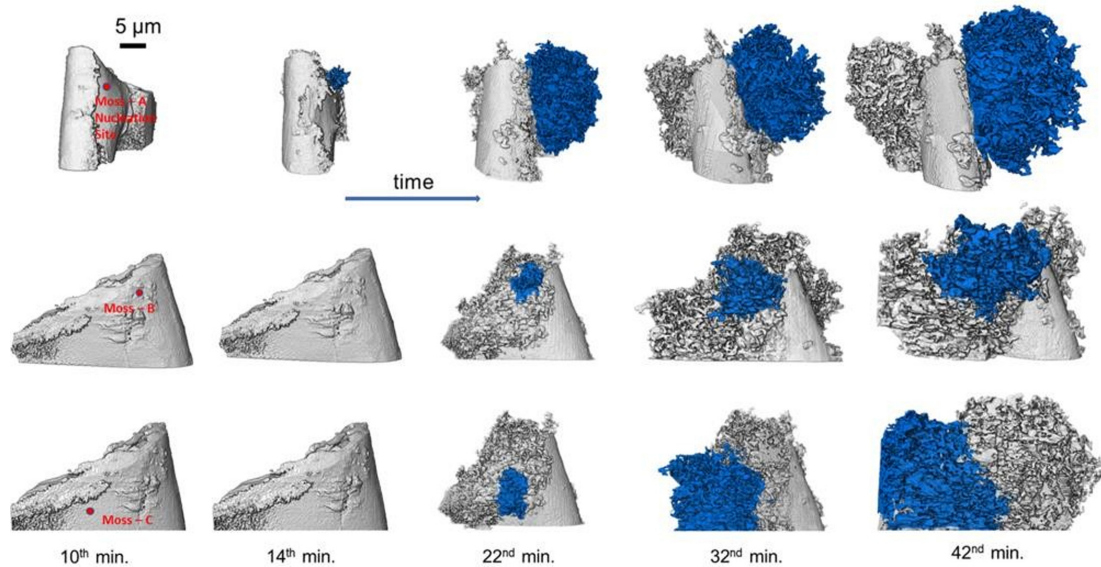 5 µm
Moss – A
Nucleation
Site
time
Moss – B
Moss – C
10th min.
14th min.
22nd min.
32nd min.
42nd min.